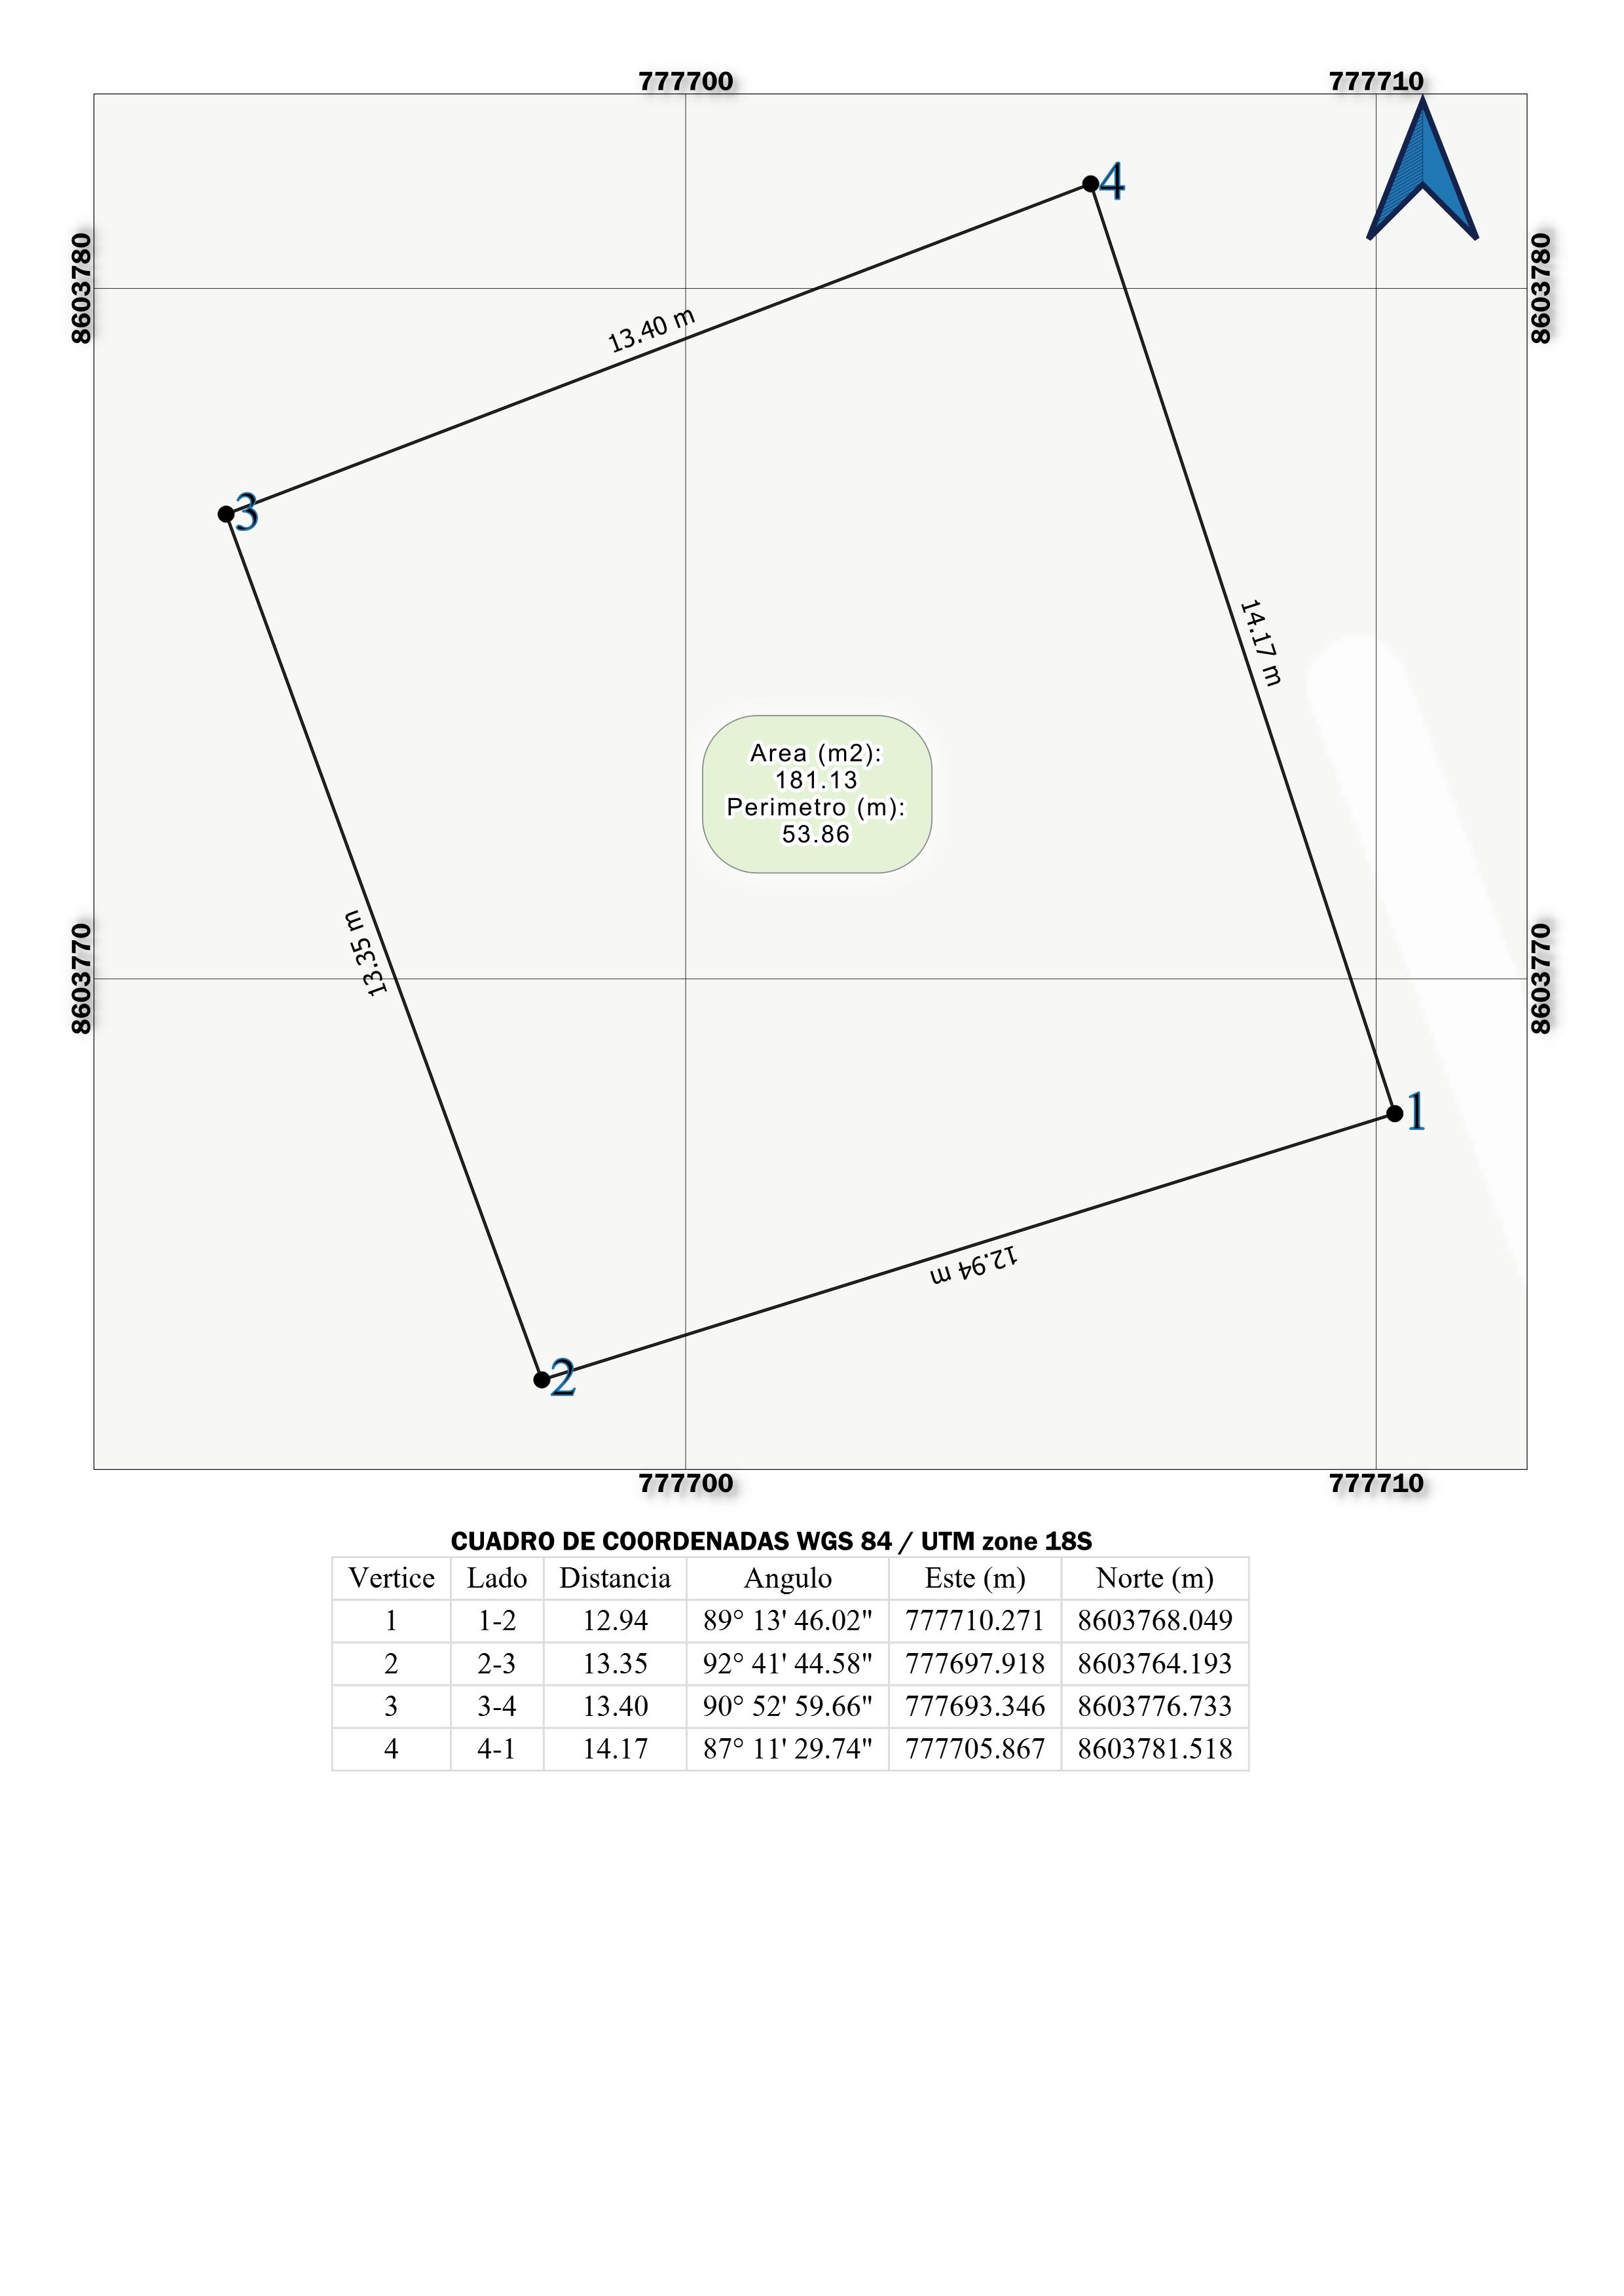 777700 777710
4
8603780 8603780
13.40 m
3
14.17 m
Area (m2):
181.13
Perimetro (m):
53.86
13.35 m
8603770 8603770
1
12.94 m
2
777700 777710
CUADRO DE COORDENADAS WGS 84 / UTM zone 18S
Vertice Lado Distancia Angulo Este (m) Norte (m)
1 1-2 12.94 89° 13' 46.02" 777710.271 8603768.049
2 2-3 13.35 92° 41' 44.58" 777697.918 8603764.193
3 3-4 13.40 90° 52' 59.66" 777693.346 8603776.733
4 4-1 14.17 87° 11' 29.74" 777705.867 8603781.518